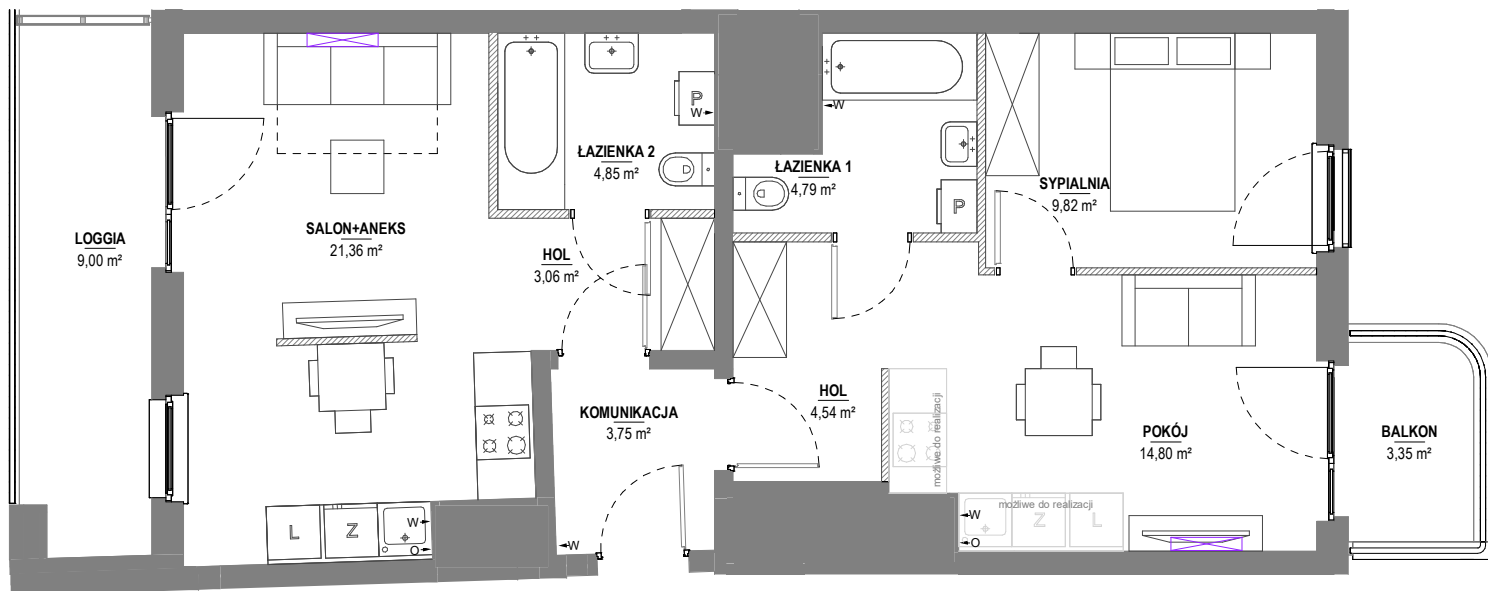 LOGGIA
9,00 m²
SALON+ANEKS
21,36 m²
L
Z
W
O
ŁAZIENKA 2
4,85 m²
P
W
HOL
3,06 m²
KOMUNIKACJA
3,75 m²
W
ŁAZIENKA 1
4,79 m²
W
P
SYPIALNIA
9,82 m²
HOL
4,54 m²
możliwe do realizacji
możliwe do realizacji
W
O
Z
L
POKÓJ
14,80 m²
BALKON
3,35 m²